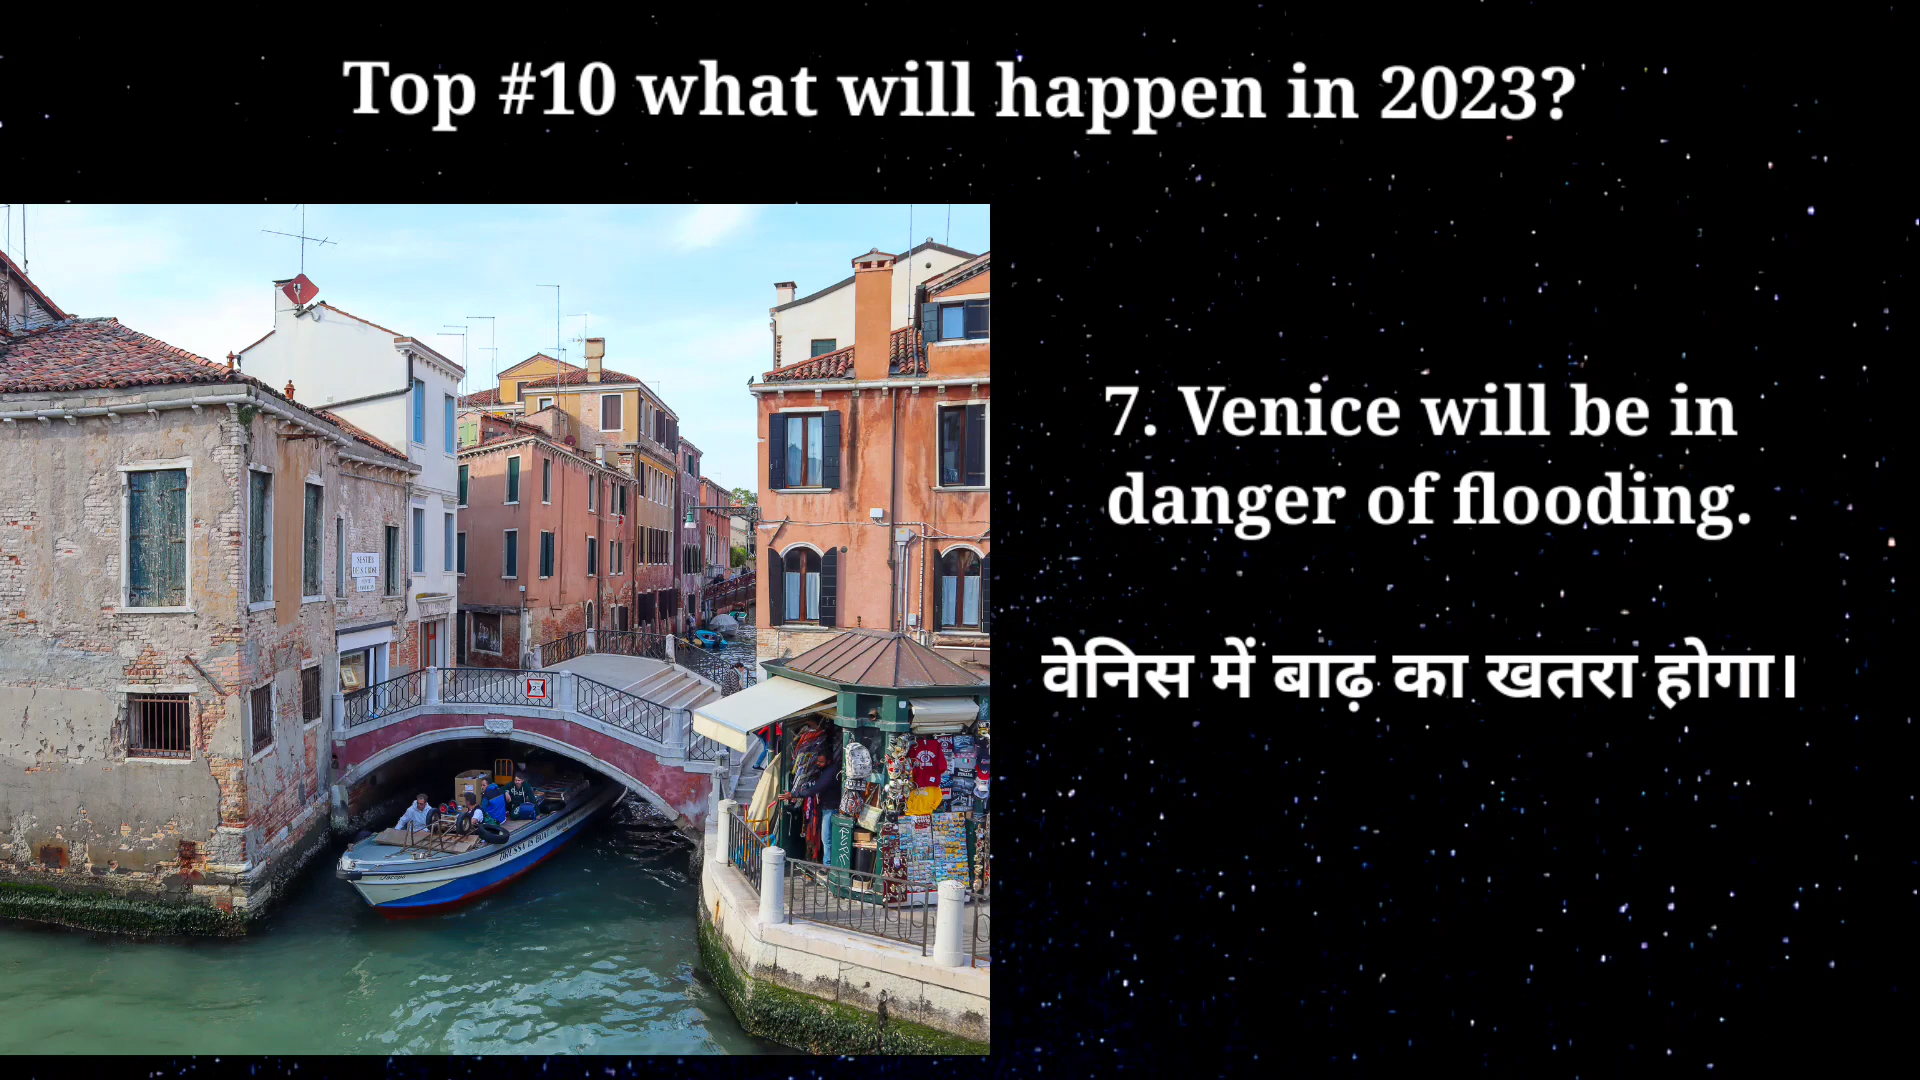 Top #10 what will happen in 2023?
7. Venice will be in
danger of flooding.
वेनिस में बाढ़ का खतरा होगा।